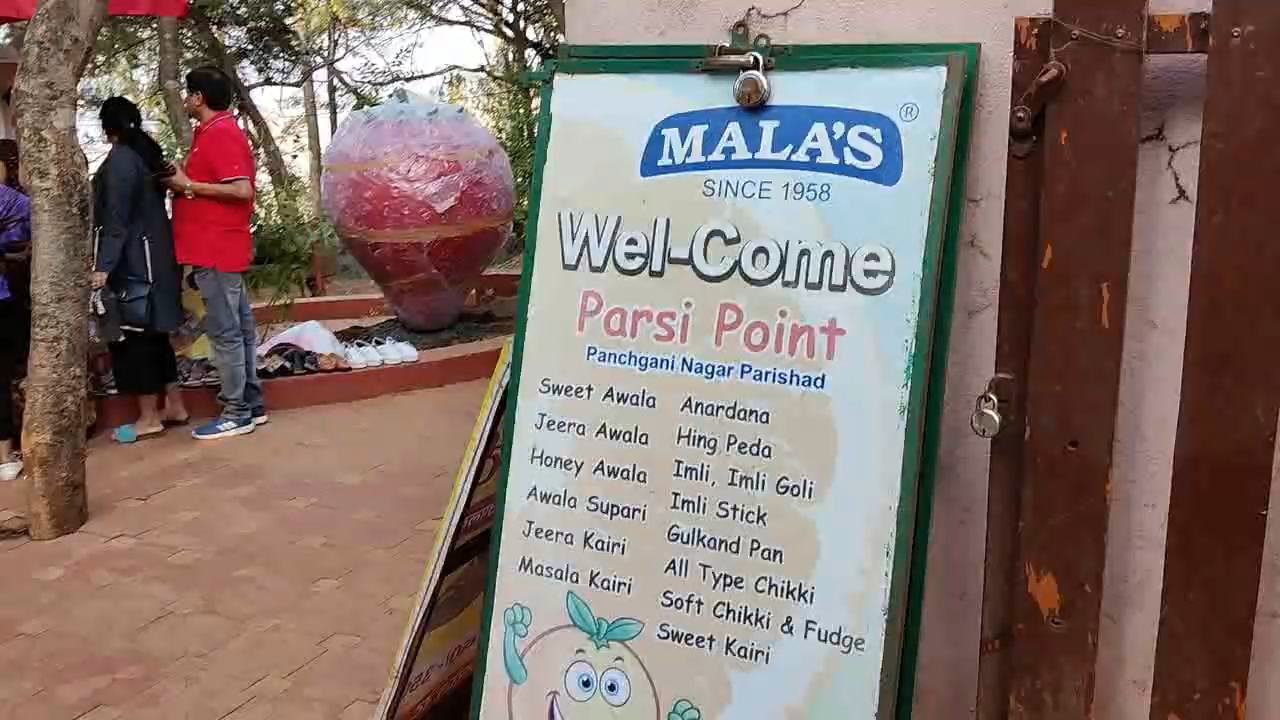 MALA'S ®
SINCE 1958
Wel-Come
Parsi Point
Panchgani Nagar Parishad
Sweet Awala
Jeera Awala
Honey Awala
Awala Supari
Jeera Kairi
Masala Kairi
Anardana
Hing Peda
Imli, Imli Goli
Imli Stick
Gulkand Pan
All Type Chikki
Soft Chikki & Fudge
Sweet Kairi